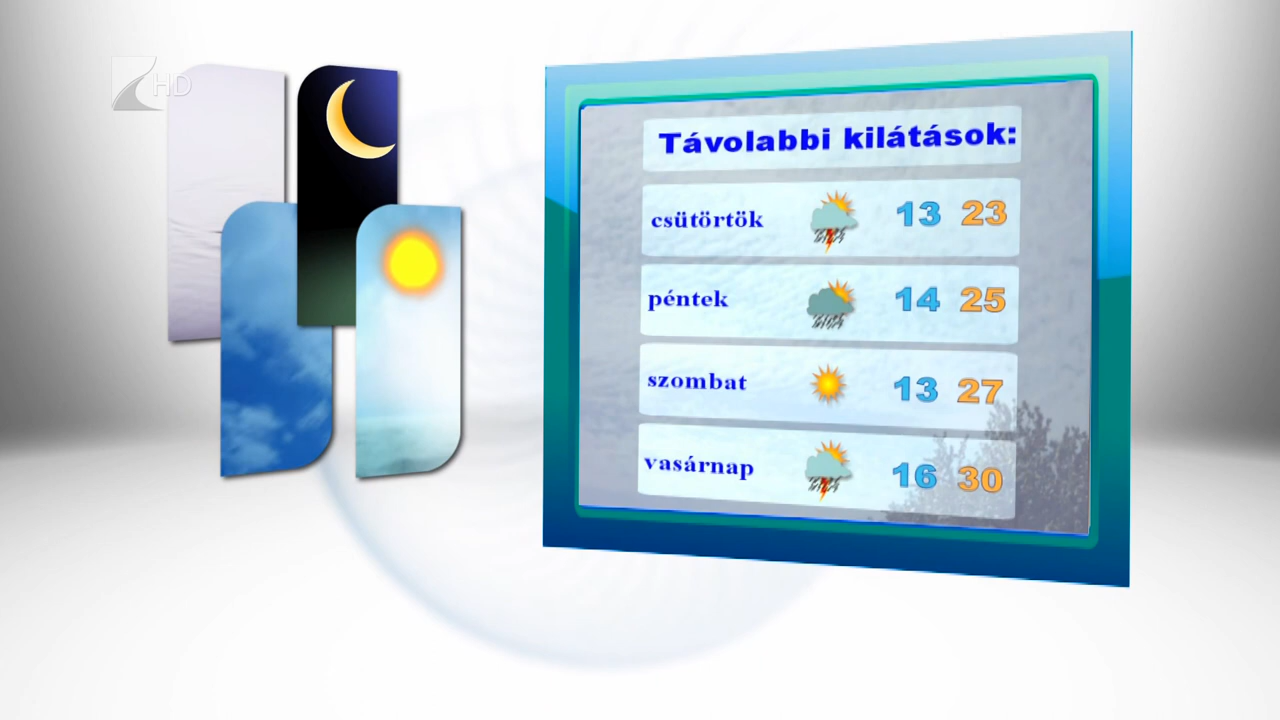 HD
Távolabbi kilátások:
csütörtök 13 23
péntek 14 25
szombat 13 27
vasárnap 16 30